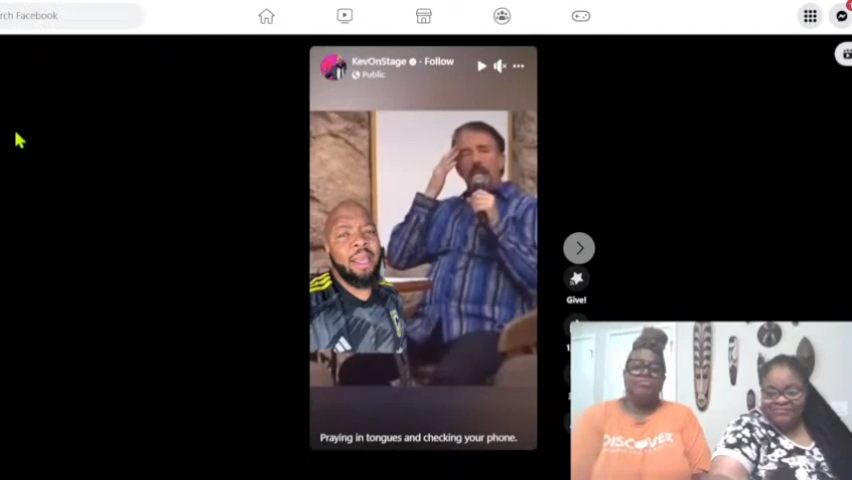 rch Facebook
KevOnStage · Follow
Public
Give!
Praying in tongues and checking your phone.
DISCOVER